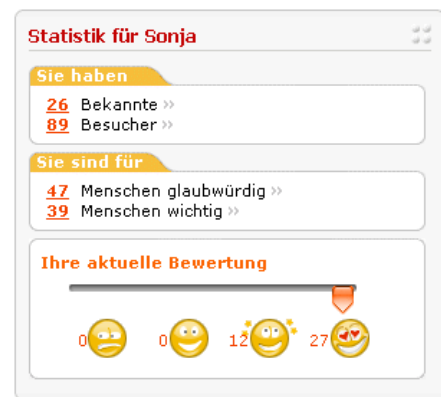 Statistik für Sonja
Sie haben
26 Bekannte »
89 Besucher »
Sie sind für
47 Menschen glaubwürdig »
39 Menschen wichtig »
Ihre aktuelle Bewertung
0 0 12 27